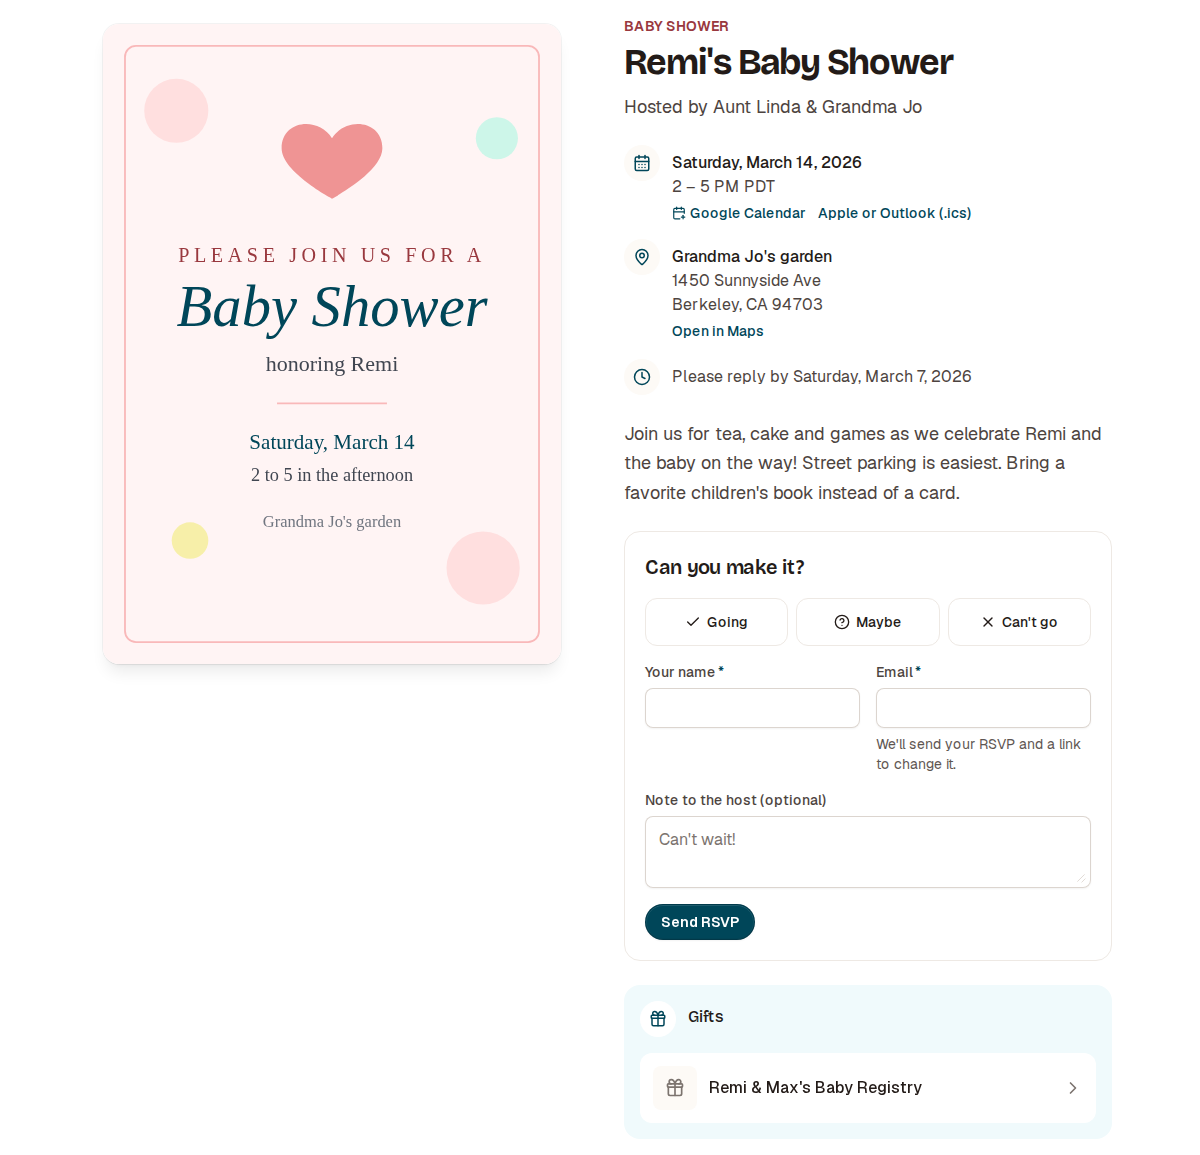 PLEASE JOIN US FOR A
Baby Shower
honoring Remi
Saturday, March 14
2 to 5 in the afternoon
Grandma Jo's garden
BABY SHOWER
Remi's Baby Shower
Hosted by Aunt Linda & Grandma Jo
Saturday, March 14, 2026
2 – 5 PM PDT
Google Calendar Apple or Outlook (.ics)
Grandma Jo's garden
1450 Sunnyside Ave
Berkeley, CA 94703
Open in Maps
Please reply by Saturday, March 7, 2026
Join us for tea, cake and games as we celebrate Remi and
the baby on the way! Street parking is easiest. Bring a
favorite children's book instead of a card.
Can you make it?
Going Maybe Can't go
Your name * Email *
We'll send your RSVP and a link
to change it.
Note to the host (optional)
Can't wait!
Send RSVP
Gifts
Remi & Max's Baby Registry